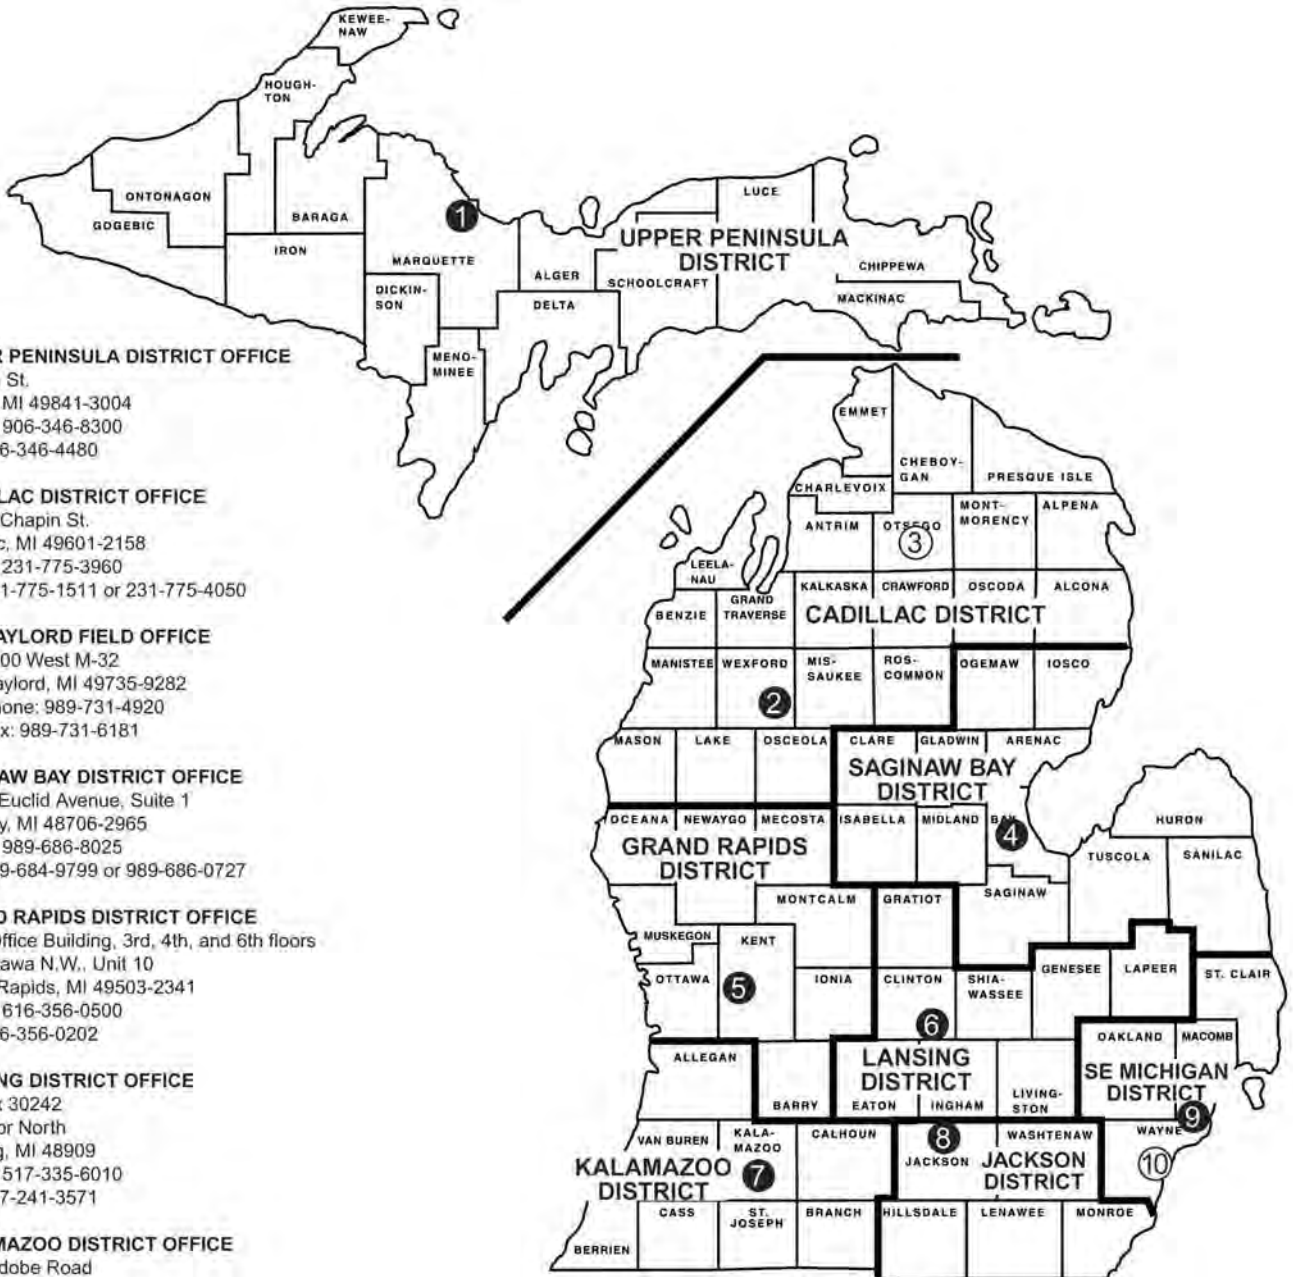 KEWEE-
NAW
HOUGH-
TON
ONTONAGON
GOGEBIC
BARAGA
IRON
1
MARQUETTE
DICKIN-
SON
MENO-
MINEE
ALGER
DELTA
SCHOOLCRAFT
LUCE
UPPER PENINSULA
DISTRICT
CHIPPEWA
MACKINAC
R PENINSULA DISTRICT OFFICE
St.
MI 49841-3004
906-346-8300
6-346-4480
LAC DISTRICT OFFICE
Chapin St.
c, MI 49601-2158
231-775-3960
1-775-1511 or 231-775-4050
AYLORD FIELD OFFICE
00 West M-32
aylord, MI 49735-9282
one: 989-731-4920
x: 989-731-6181
AW BAY DISTRICT OFFICE
Euclid Avenue, Suite 1
y, MI 48706-2965
989-686-8025
9-684-9799 or 989-686-0727
D RAPIDS DISTRICT OFFICE
ffice Building, 3rd, 4th, and 6th floors
awa N.W., Unit 10
Rapids, MI 49503-2341
616-356-0500
6-356-0202
NG DISTRICT OFFICE
x 30242
or North
g, MI 48909
517-335-6010
7-241-3571
MAZOO DISTRICT OFFICE
dobe Road
EMMET
CHEBOY-
GAN
PRESQUE ISLE
CHARLEVOIX
ANTRIM
OTSEGO
3
MONT-
MORENCY
ALPENA
LEELA-
NAU
KALKASKA
CRAWFORD
OSCODA
ALCONA
BENZIE
GRAND
TRAVERSE
CADILLAC DISTRICT
MANISTEE
WEXFORD
2
MIS-
SAUKEE
ROS-
COMMON
OGEMAW
IOSCO
MASON
LAKE
OSCEOLA
CLARE
GLADWIN
ARENAC
SAGINAW BAY
DISTRICT
OCEANA
NEWAYGO
MECOSTA
ISABELLA
MIDLAND
BAY
4
HURON
TUSCOLA
SANILAC
GRAND RAPIDS
DISTRICT
MONTCALM
GRATIOT
SAGINAW
MUSKEGON
KENT
OTTAWA
5
IONIA
CLINTON
SHIA-
WASSEE
GENESEE
LAPEER
ST. CLAIR
6
ALLEGAN
BARRY
LANSING
DISTRICT
EATON
INGHAM
LIVING-
STON
OAKLAND
MACOMB
SE MICHIGAN
DISTRICT
9
VAN BUREN
KALA-
MAZOO
CALHOUN
8
JACKSON
WASHTENAW
WAYNE
10
KALAMAZOO
DISTRICT
7
JACKSON
DISTRICT
BERRIEN
CASS
ST.
JOSEPH
BRANCH
HILLSDALE
LENAWEE
MONROE